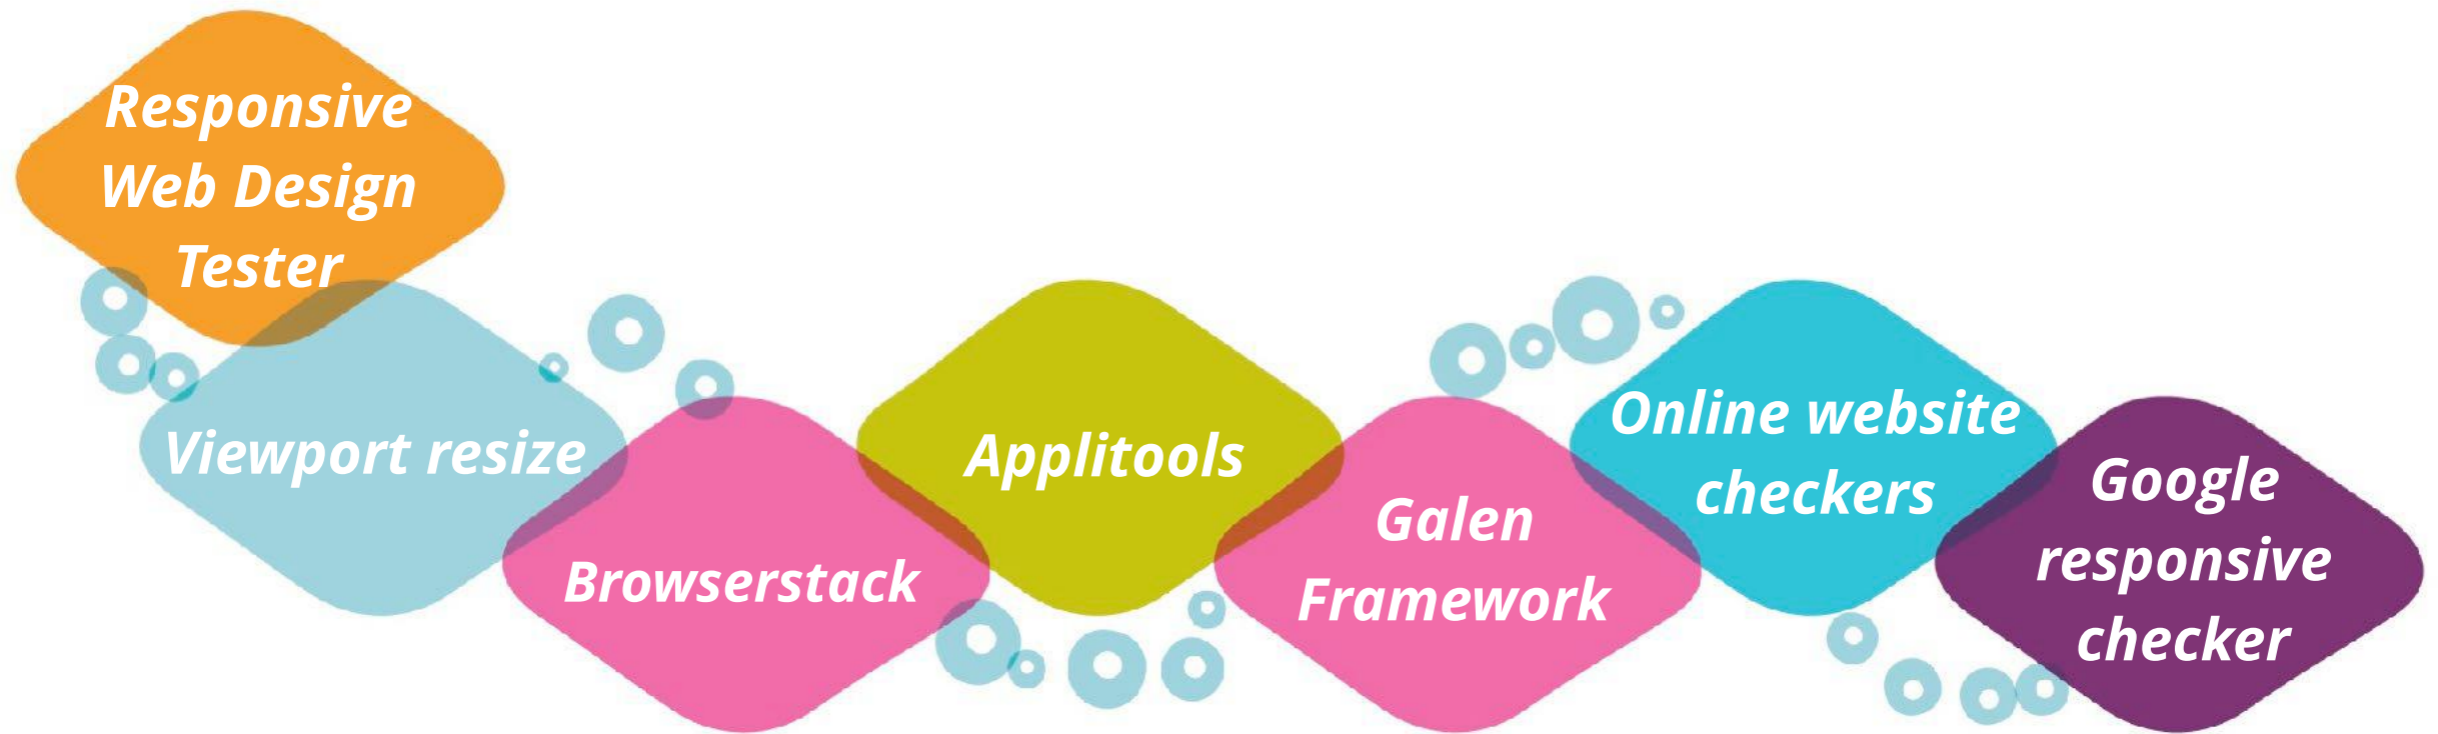 Responsive
Web Design
Tester
Viewport resize
Browserstack
Applitools
Galen
Framework
Online website
checkers
Google
responsive
checker